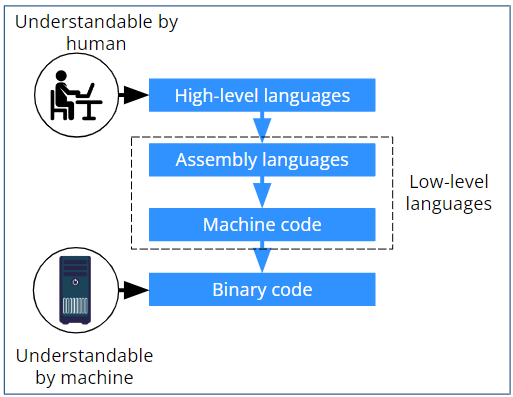 Understandable by
human
High-level languages
Assembly languages
Low-level
languages
Machine code
Binary code
Understandable
by machine